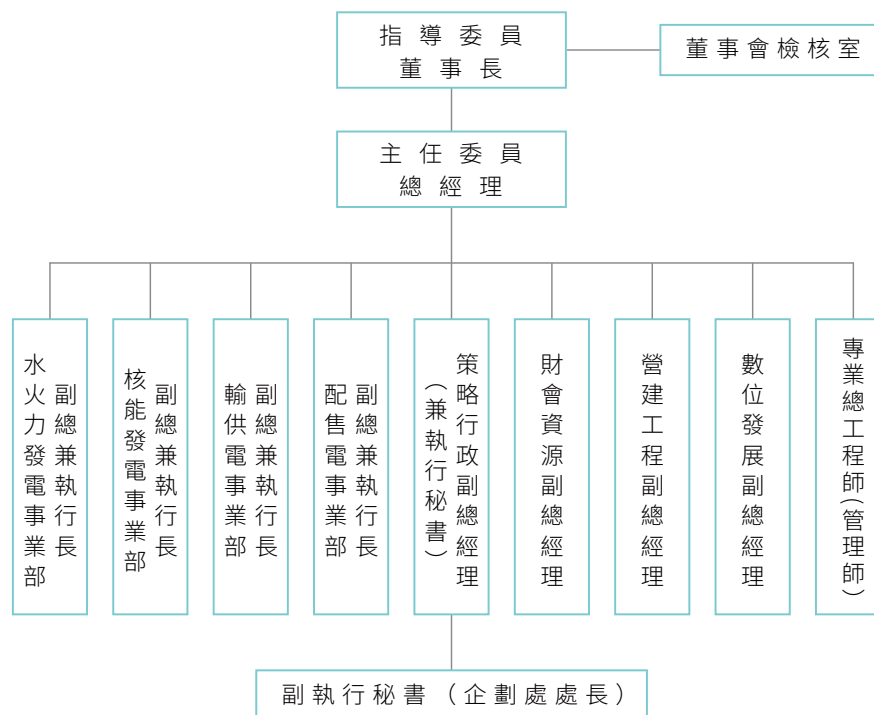 指導委員
董事長
董事會檢核室
主任委員
總經理
水火力發電事業部
副總兼執行長
核能發電事業部
副總兼執行長
輸供電事業部
副總兼執行長
配售電事業部
副總兼執行長
策略行政副總經理
（兼執行秘書）
財會資源副總經理
營建工程副總經理
數位發展副總經理
專業總工程師(管理師)
副執行秘書（企劃處處長）